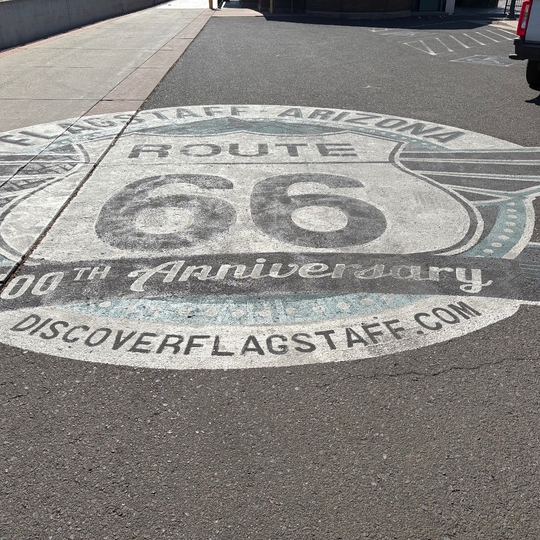 FLAGSTAFF ARIZONA
ROUTE
66
00TH Anniversary
DISCOVERFLAGSTAFF.COM